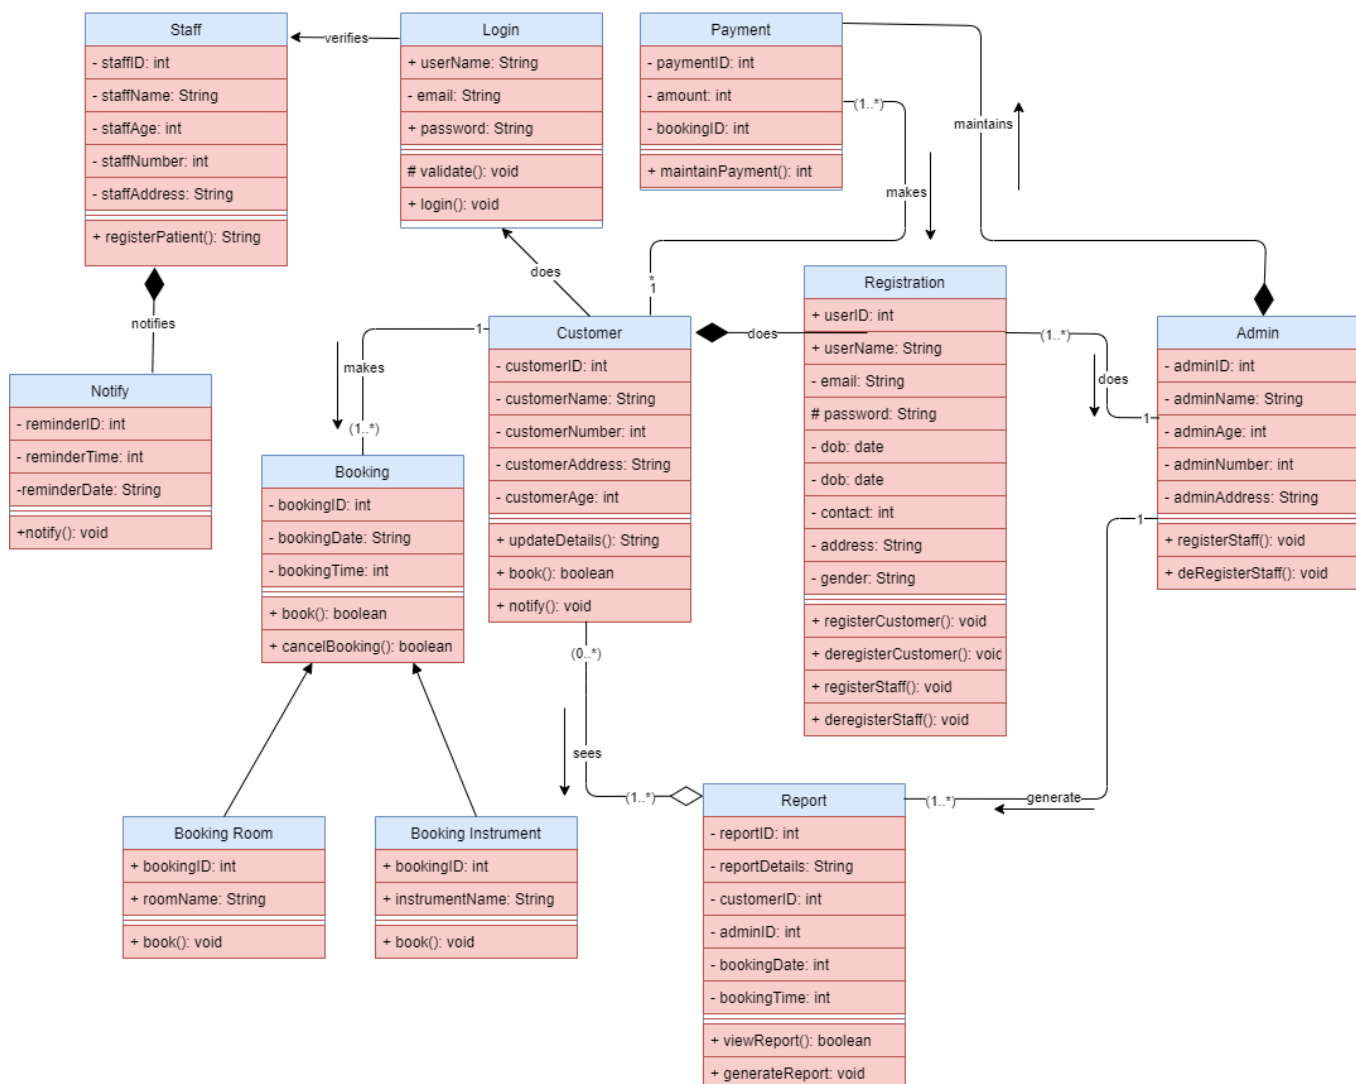 Staff
- staffID: int
- staffName: String
- staffAge: int
- staffNumber: int
- staffAddress: String
+ registerPatient(): String
verifies
Login
+ userName: String
- email: String
+ password: String
# validate(): void
+ login(): void
Payment
- paymentID: int
- amount: int
- bookingID: int
+ maintainPayment(): int
(1..*)
makes
*
1
maintains
does
notifies
Notify
- reminderID: int
- reminderTime: int
-reminderDate: String
+notify(): void
1
makes
(1..*)
Customer
- customerID: int
- customerName: String
- customerNumber: int
- customerAddress: String
- customerAge: int
+ updateDetails(): String
+ book(): boolean
+ notify(): void
does
Registration
+ userID: int
+ userName: String
- email: String
# password: String
- dob: date
- dob: date
- contact: int
- address: String
- gender: String
+ registerCustomer(): void
+ deregisterCustomer(): void
+ registerStaff(): void
+ deregisterStaff(): void
(1..*)
does
1
Admin
- adminID: int
- adminName: String
- adminAge: int
- adminNumber: int
- adminAddress: String
+ registerStaff(): void
+ deRegisterStaff(): void
1
generate
(1..*)
Booking
- bookingID: int
- bookingDate: String
- bookingTime: int
+ book(): boolean
+ cancelBooking(): boolean
(0..*)
sees
(1..*)
Booking Room
+ bookingID: int
+ roomName: String
+ book(): void
Booking Instrument
+ bookingID: int
+ instrumentName: String
+ book(): void
Report
- reportID: int
- reportDetails: String
- customerID: int
- adminID: int
- bookingDate: int
- bookingTime: int
+ viewReport(): boolean
+ generateReport: void